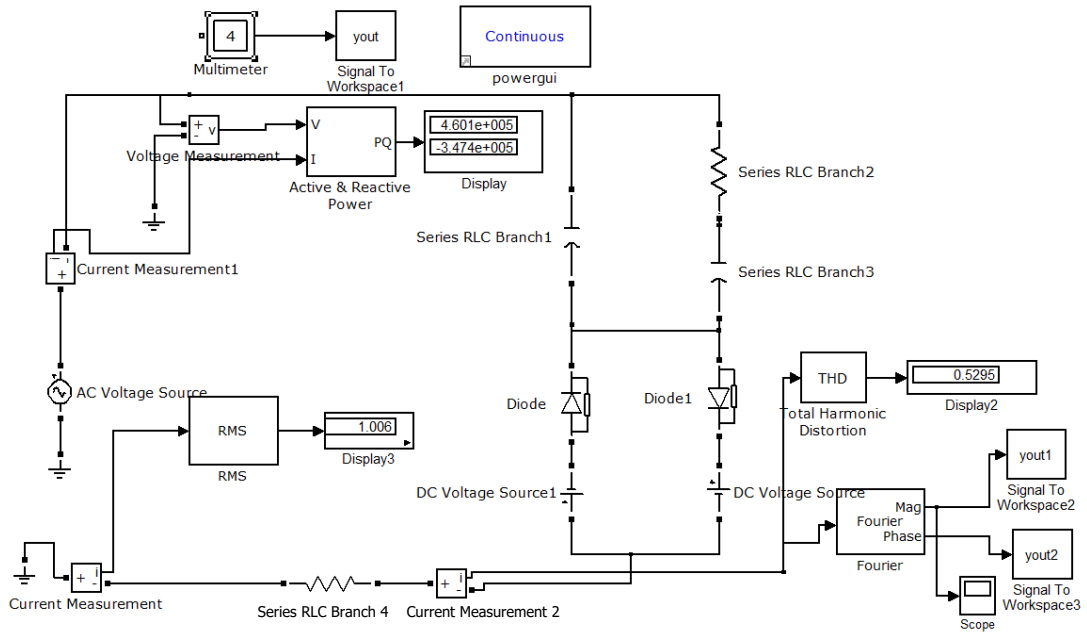 4
Multimeter
yout
Signal To
Workspace1
Continuous
powergui
+
-
v
Voltage Measurement
V
I
PQ
Active & Reactive
Power
4.601e+005
-3.474e+005
Display
Series RLC Branch2
Series RLC Branch1
Series RLC Branch3
- i
+
Current Measurement1
AC Voltage Source
RMS
RMS
1.006
Display3
Diode
Diode1
THD
Total Harmonic
Distortion
0.5295
Display2
DC Voltage Source1
DC Voltage Source
Mag
Fourier
Phase
Fourier
yout1
Signal To
Workspace2
yout2
Signal To
Workspace3
Scope
+ i
-
Current Measurement
Series RLC Branch 4
+ i
-
Current Measurement 2